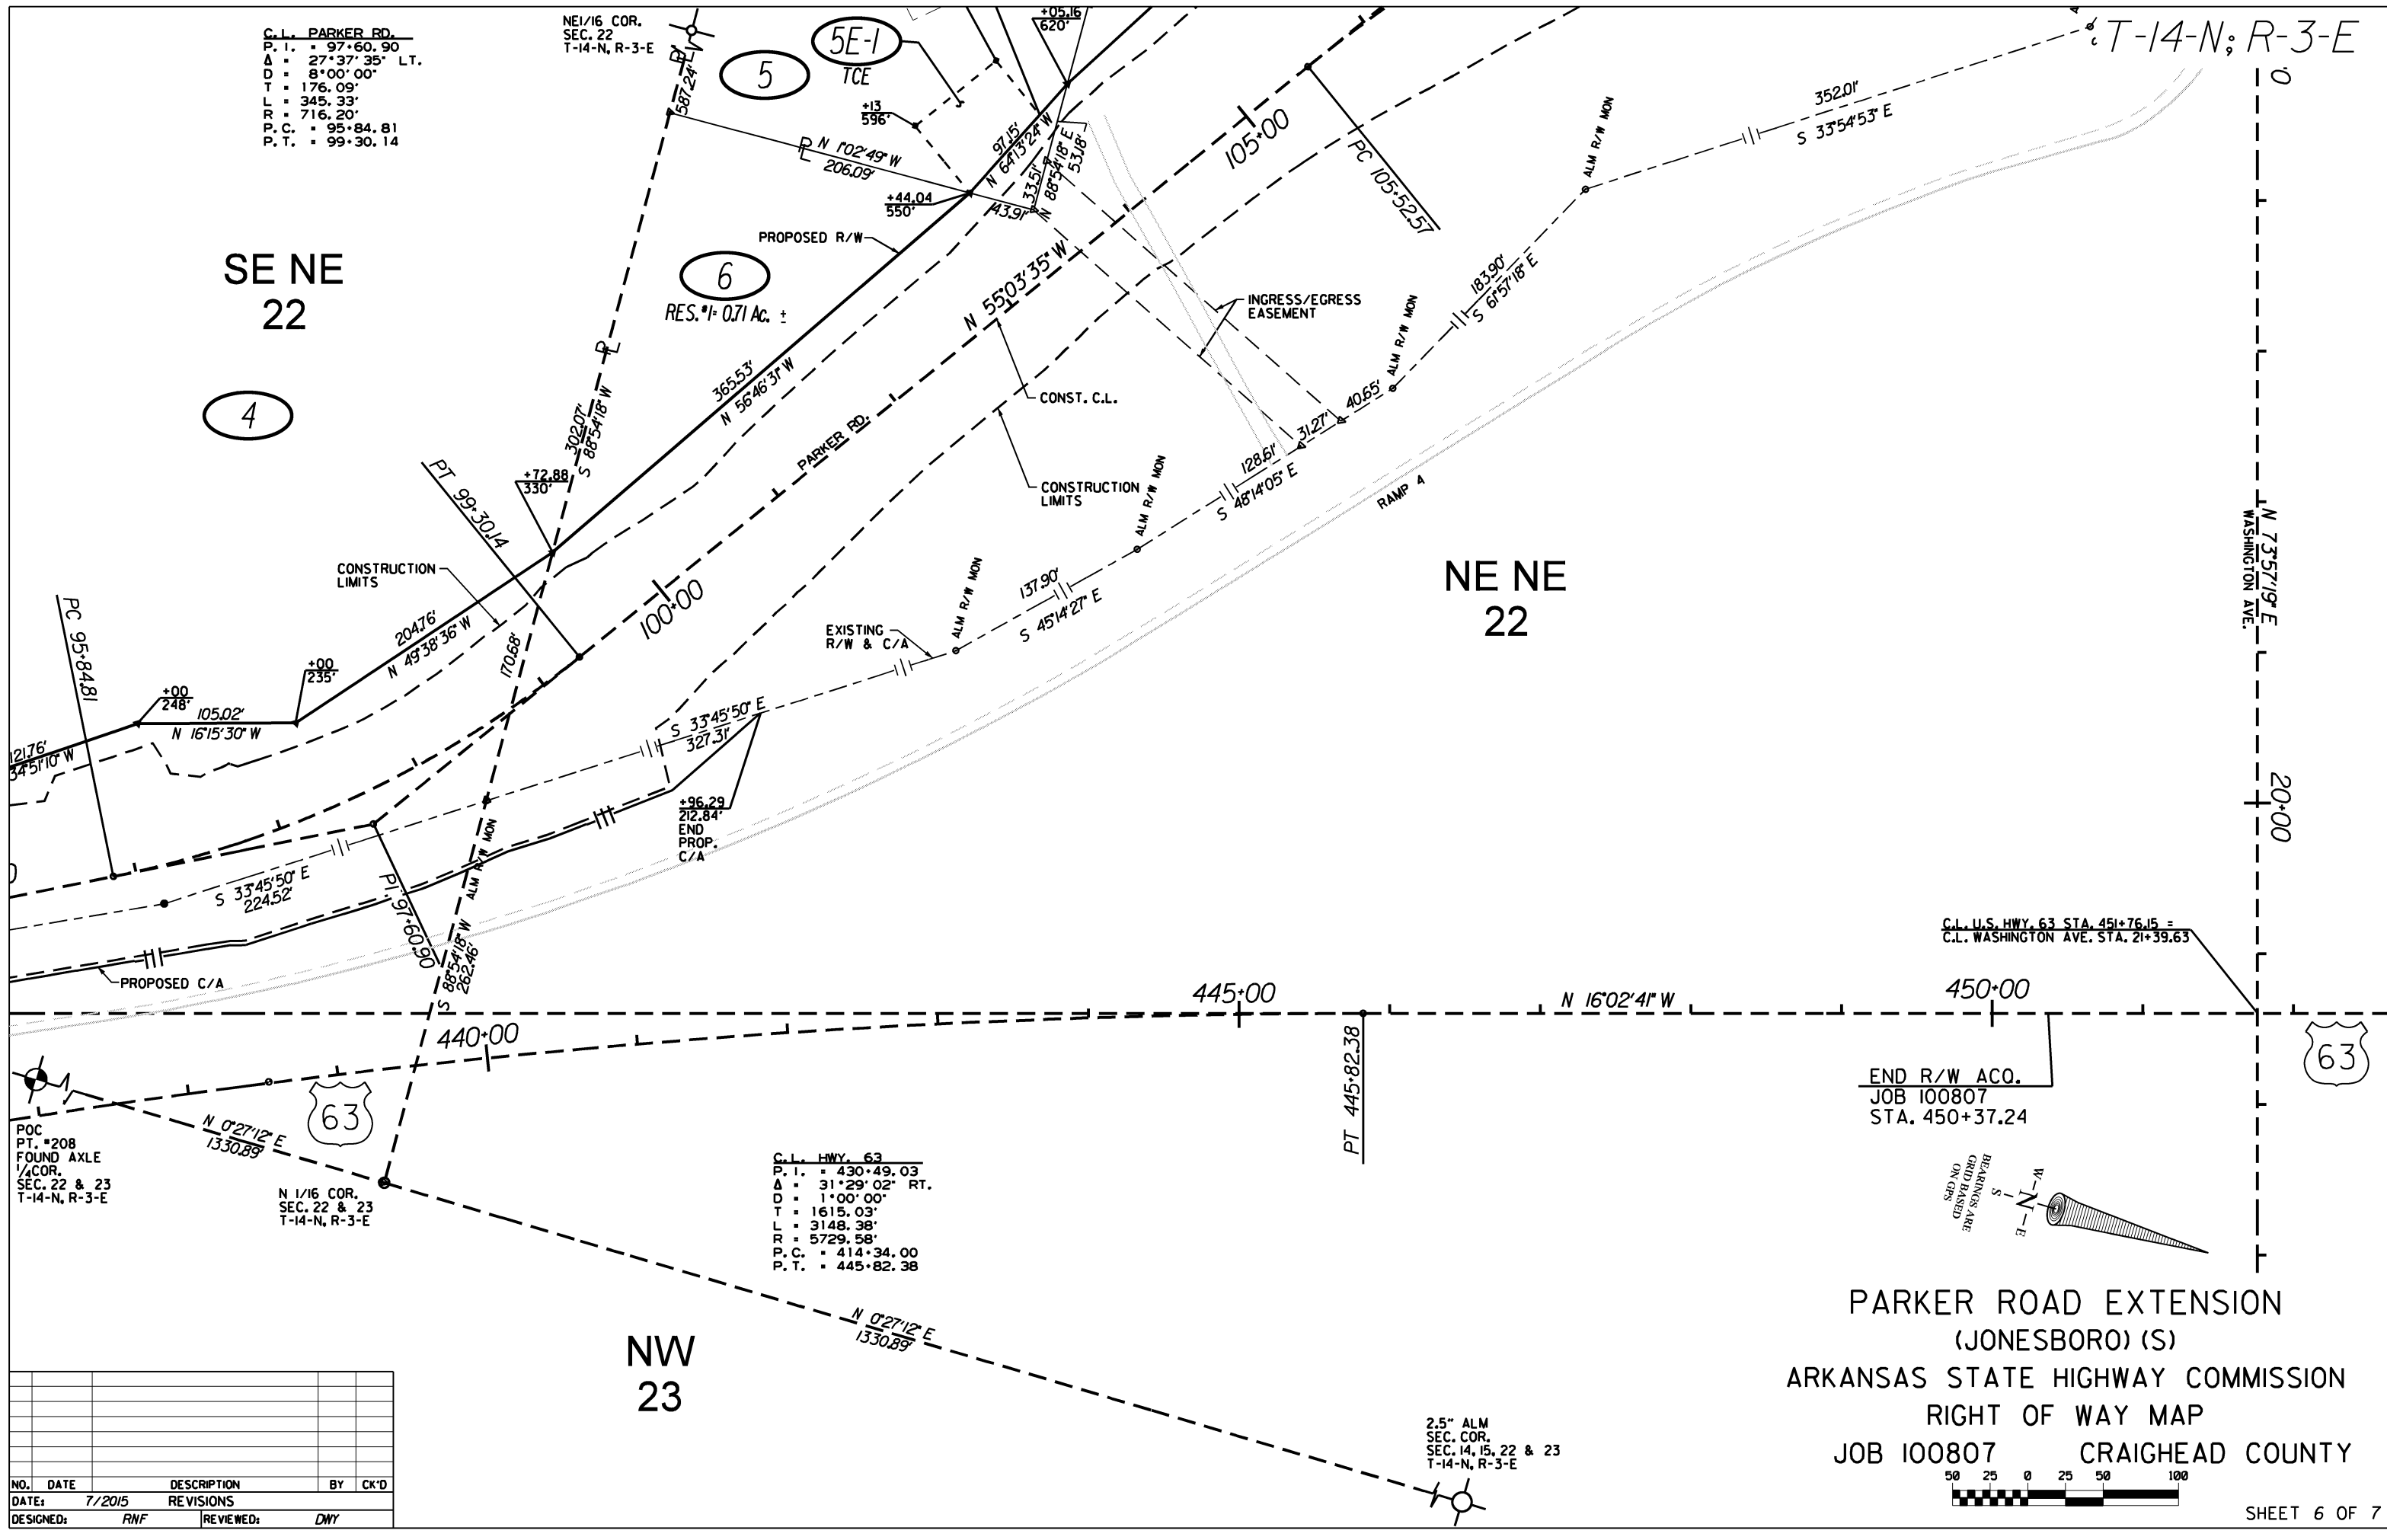 C.L. PARKER RD.
P.I. = 97+60.90
Δ = 27°37'35" LT.
D = 8°00'00"
T = 176.09'
L = 345.33'
R = 716.20'
P.C. = 95+84.81
P.T. = 99+30.14
NE1/16 COR.
SEC. 22
T-14-N, R-3-E
PL
587.24'
5
5E-1
TCE
+05.16
620'
+13
596'
PL
N 1°02'49" W
206.09'
+44.04
550'
43.91'
97.15'
N 64°13'24" W
33.51'
N 88°54'18" E
53.18'
105+00
PC 105+52.57
ALM R/W MON
352.01'
S 33°54'53" E
T-14-N; R-3-E
SE NE
22
4
PROPOSED R/W
6
RES.#1= 0.71 Ac. ±
PL
302.07'
S 88°54'18" W
365.53'
N 56°46'31" W
N 55°03'35" W
PARKER RD.
INGRESS/EGRESS
EASEMENT
CONST. C.L.
CONSTRUCTION
LIMITS
183.90'
S 61°57'18" E
ALM R/W MON
40.65'
31.27'
128.61'
S 48°14'05" E
RAMP 4
ALM R/W MON
137.90'
S 45°14'27" E
ALM R/W MON
EXISTING
R/W & C/A
NE NE
22
N 73°57'19" E
WASHINGTON AVE.
20+00
PT 99+30.14
+72.88
330'
CONSTRUCTION
LIMITS
204.76'
N 49°38'36" W
170.68'
100+00
PC 95+84.81
+00
248'
+00
235'
105.02'
N 16°15'30" W
121.76'
34°51'10" W
S 33°45'50" E
327.31'
+96.29
212.84'
END
PROP.
C/A
S 33°45'50" E
224.52'
PI 97+60.90
ALM R/W MON
S 88°54'18" W
262.46'
PROPOSED C/A
440+00
445+00
N 16°02'41" W
450+00
C.L. U.S. HWY. 63 STA. 451+76.15 =
C.L. WASHINGTON AVE. STA. 21+39.63
63
PT 445+82.38
END R/W ACQ.
JOB 100807
STA. 450+37.24
63
POC
PT. #208
FOUND AXLE
1/4COR.
SEC. 22 & 23
T-14-N, R-3-E
N 0°27'12" E
1330.89'
N 1/16 COR.
SEC. 22 & 23
T-14-N, R-3-E
C.L. HWY. 63
P.I. = 430+49.03
Δ = 31°29'02" RT.
D = 1°00'00"
T = 1615.03'
L = 3148.38'
R = 5729.58'
P.C. = 414+34.00
P.T. = 445+82.38
BEARINGS ARE
GRID BASED
ON GPS
W N E
S
N 0°27'12" E
1330.89'
NW
23
2.5" ALM
SEC. COR.
SEC. 14, 15, 22 & 23
T-14-N, R-3-E
PARKER ROAD EXTENSION
(JONESBORO) (S)
ARKANSAS STATE HIGHWAY COMMISSION
RIGHT OF WAY MAP
JOB 100807 CRAIGHEAD COUNTY
50 25 0 25 50 100
SHEET 6 OF 7
NO. DATE DESCRIPTION BY CK'D
DATE: 7/2015 REVISIONS
DESIGNED: RNF REVIEWED: DWY